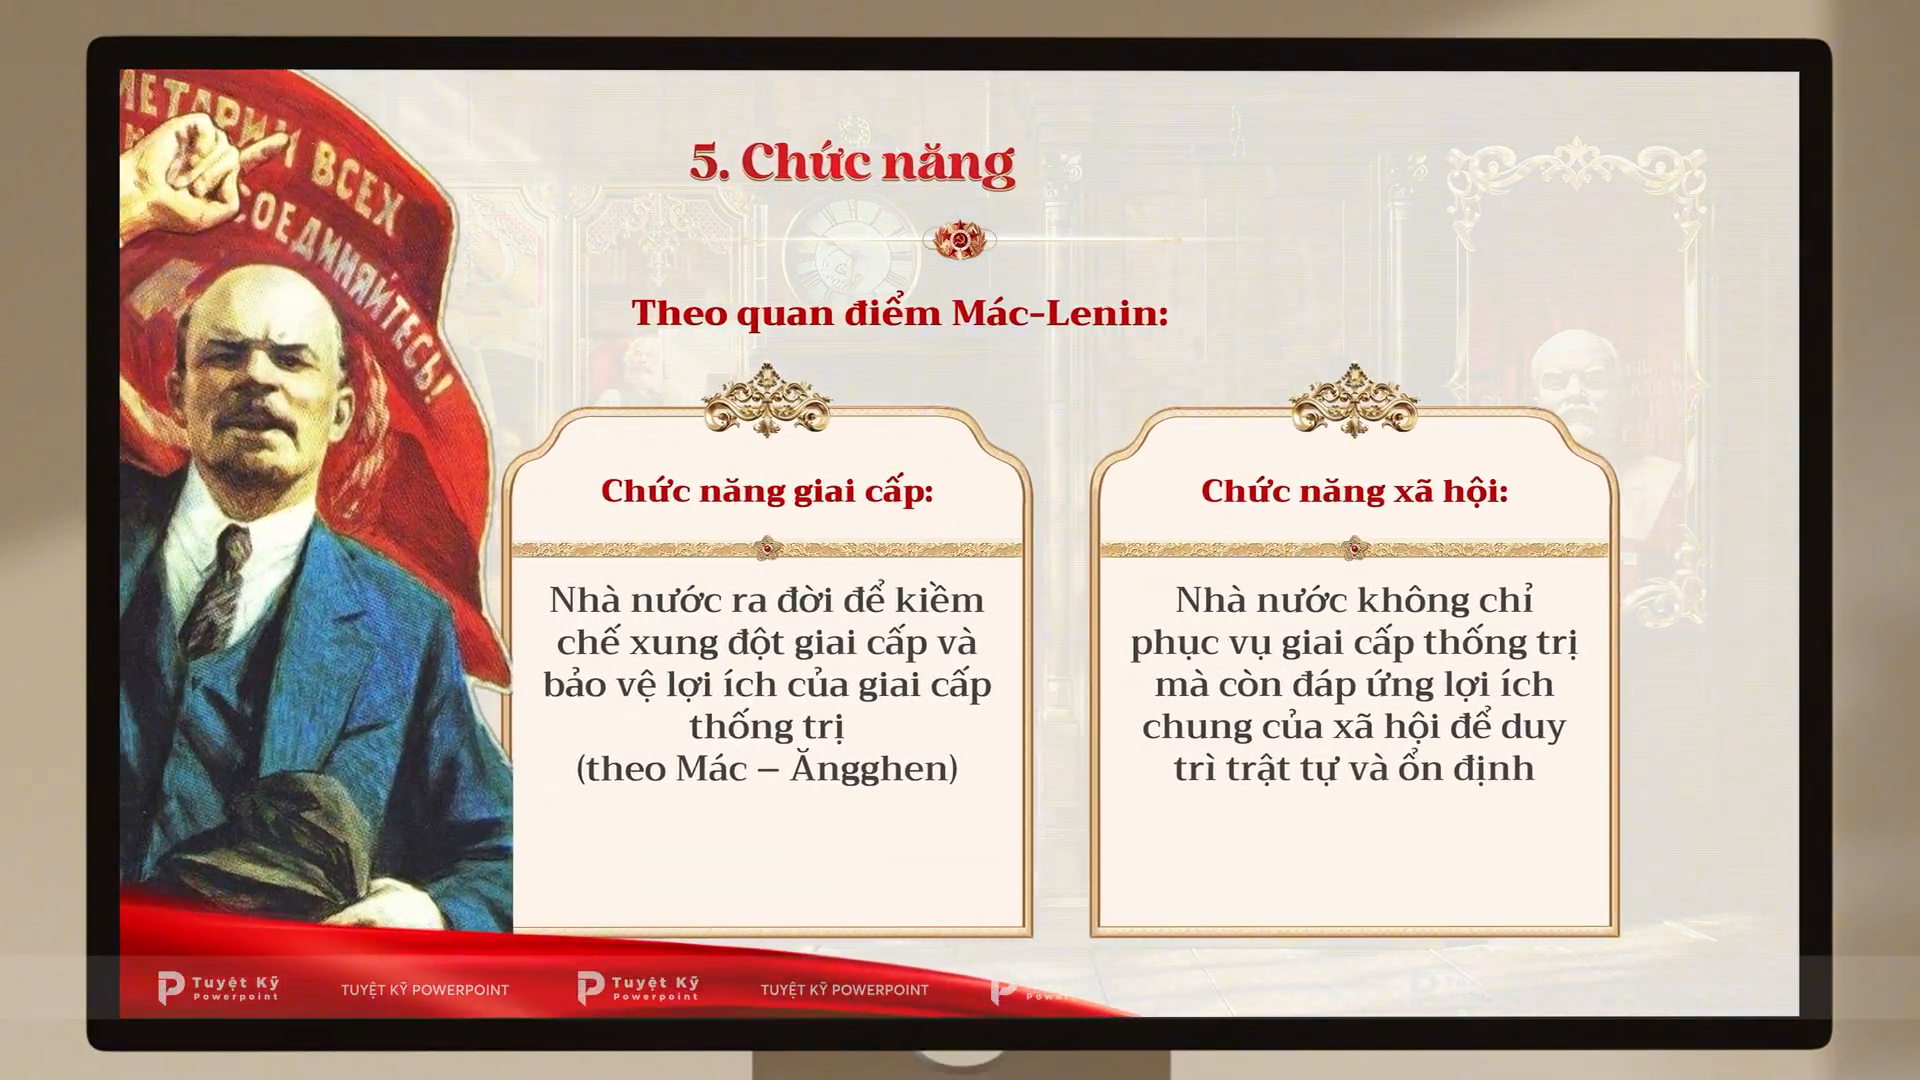 ЛЕТАРИИ ВСЕХ
СОЕДИНЯЙТЕСЬ!
5. Chức năng
Theo quan điểm Mác-Lenin:
Chức năng giai cấp:
Nhà nước ra đời để kiềm
chế xung đột giai cấp và
bảo vệ lợi ích của giai cấp
thống trị
(theo Mác – Ăngghen)
Chức năng xã hội:
Nhà nước không chỉ
phục vụ giai cấp thống trị
mà còn đáp ứng lợi ích
chung của xã hội để duy
trì trật tự và ổn định
Tuyệt Kỹ
Powerpoint
TUYỆT KỸ POWERPOINT
Tuyệt Kỹ
Powerpoint
TUYỆT KỸ POWERPOINT